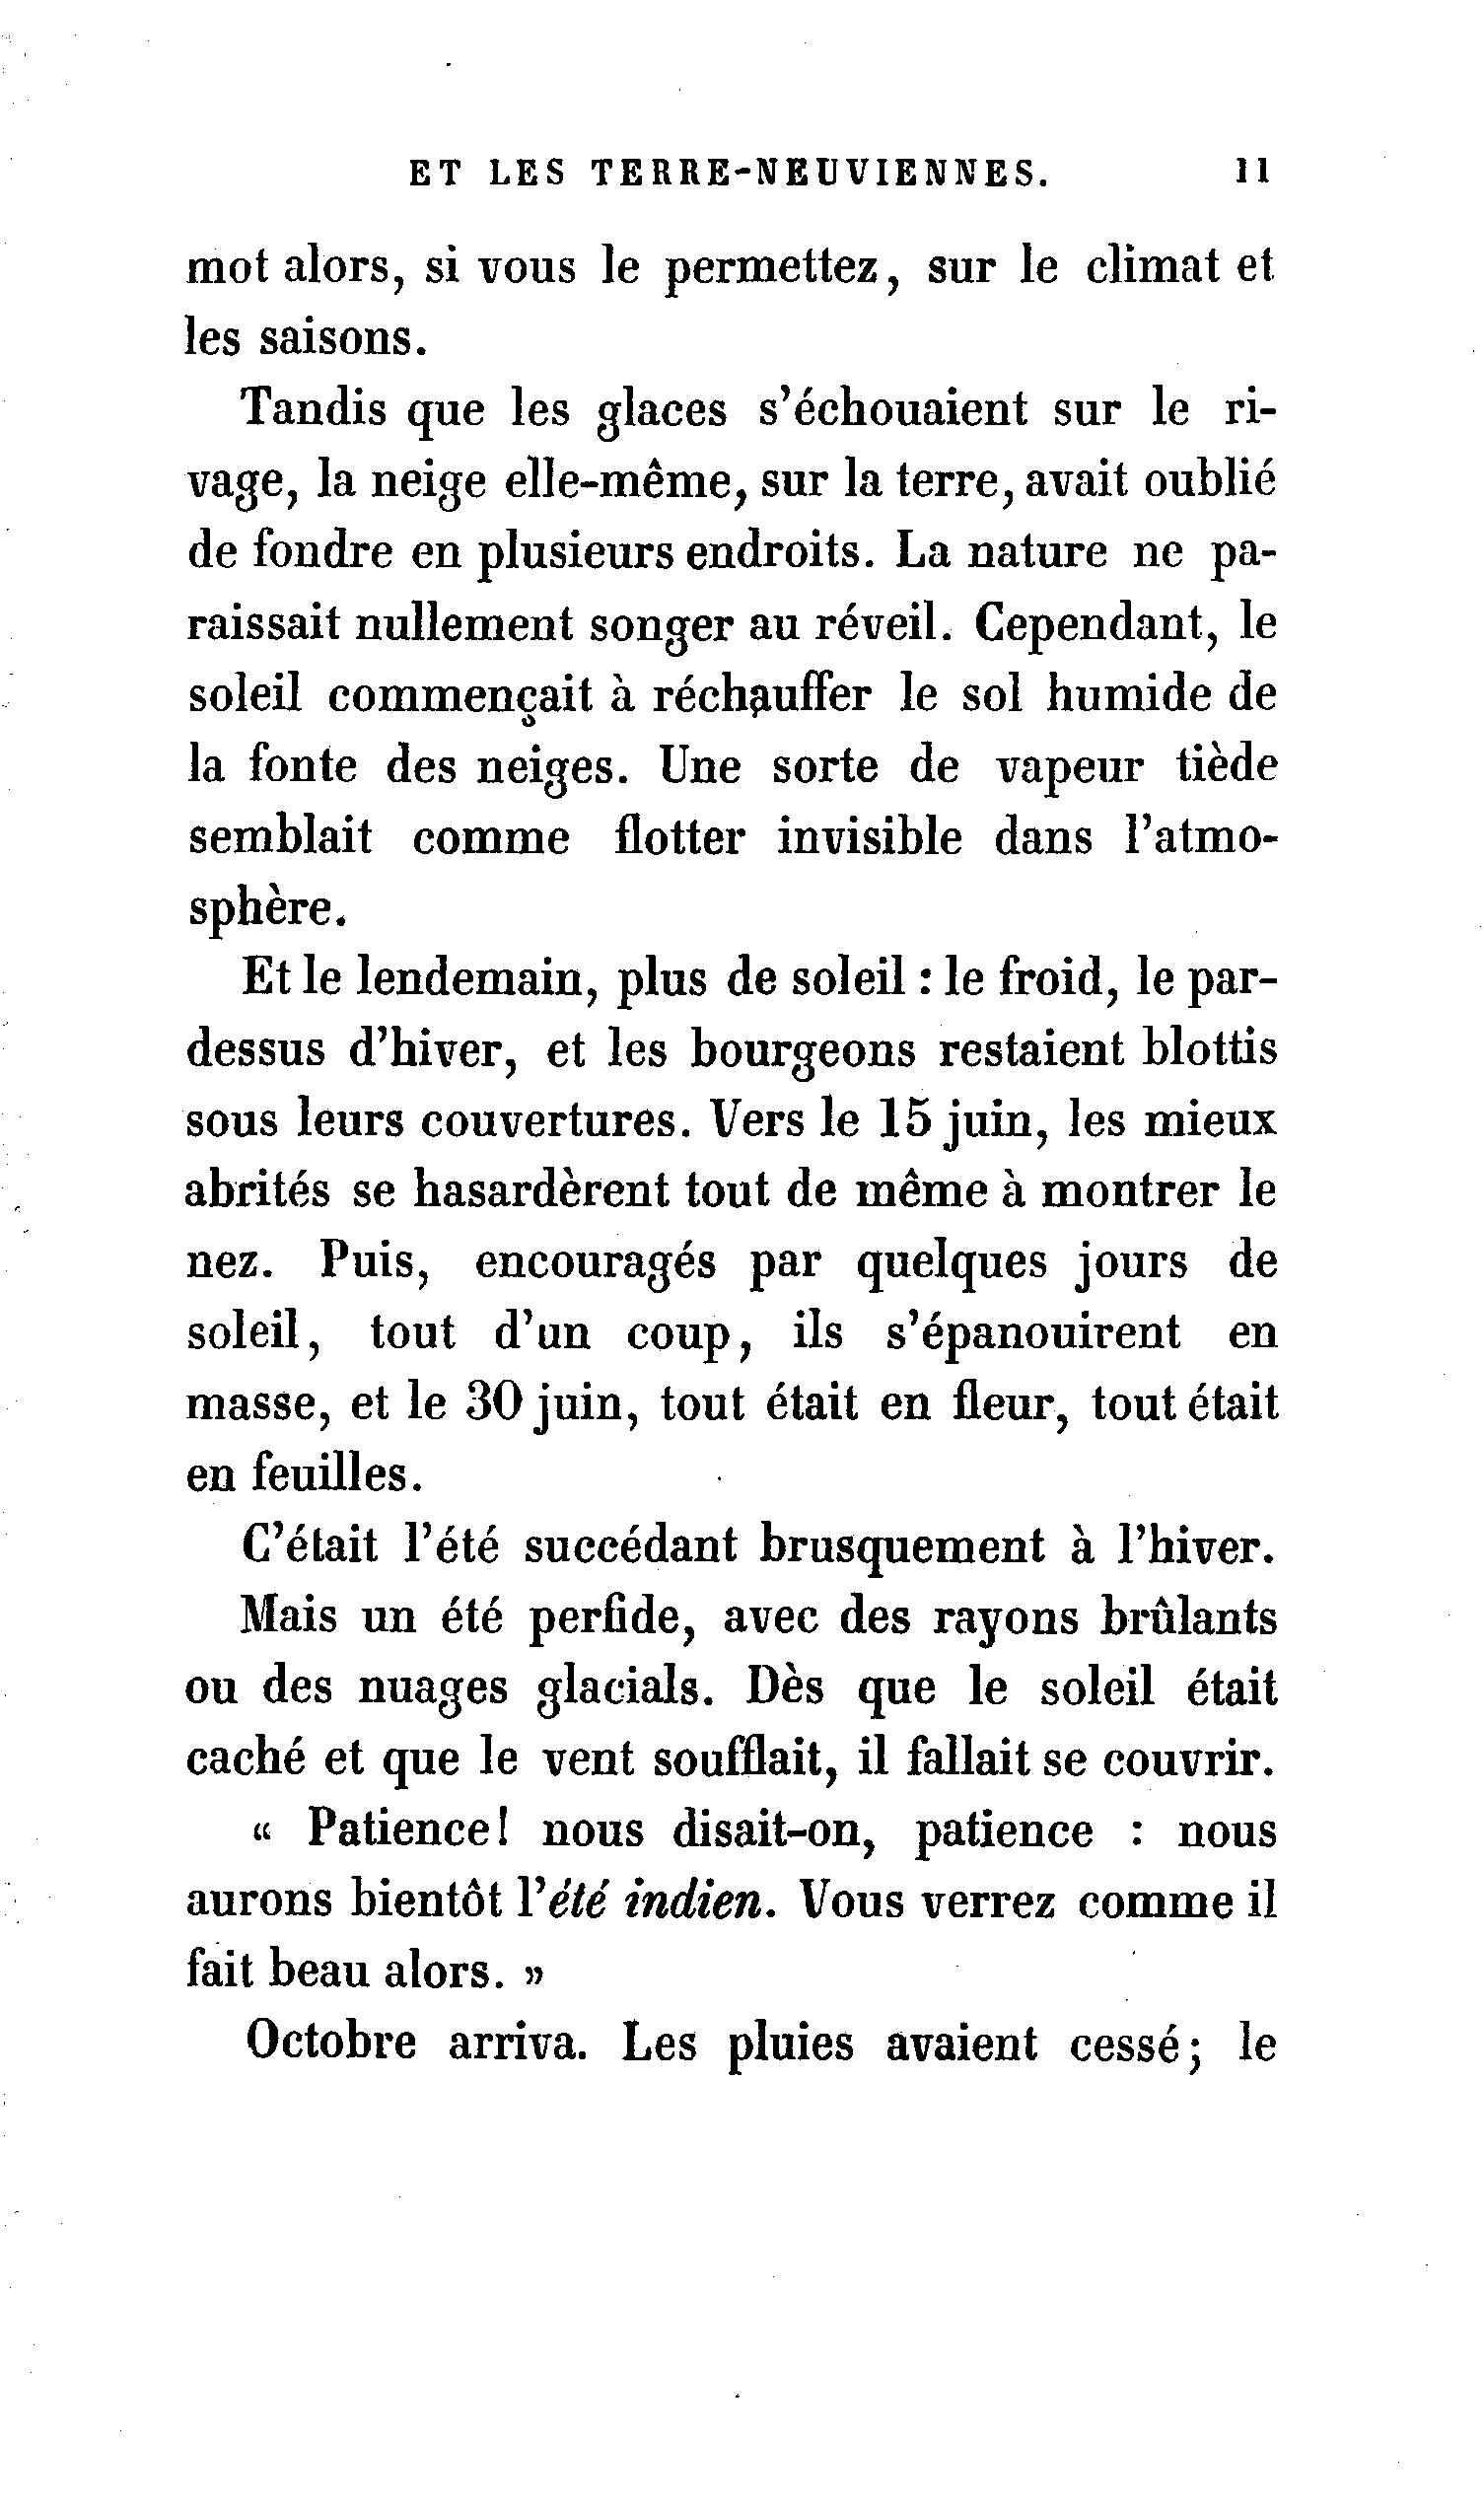 ET LES TERRE-NEUVIENNES. 11
mot alors, si vous le permettez, sur le climat et
les saisons.
Tandis que les glaces s'échouaient sur le ri-
vage, la neige elle-même, sur la terre, avait oublié
de fondre en plusieurs endroits. La nature ne pa-
raissait nullement songer au réveil. Cependant, le
soleil commençait à réchauffer le sol humide de
la fonte des neiges. Une sorte de vapeur tiède
semblait comme flotter invisible dans l'atmo-
sphère.
Et le lendemain, plus de soleil : le froid, le par-
dessus d'hiver, et les bourgeons restaient blottis
sous leurs couvertures. Vers le 15 juin, les mieux
abrités se hasardèrent tout de même à montrer le
nez. Puis, encouragés par quelques jours de
soleil, tout d'un coup, ils s'épanouirent en
masse, et le 30 juin, tout était en fleur, tout était
en feuilles.
C'était l'été succédant brusquement à l'hiver.
Mais un été perfide, avec des rayons brûlants
ou des nuages glacials. Dès que le soleil était
caché et que le vent soufflait, il fallait se couvrir.
« Patience! nous disait-on, patience : nous
aurons bientôt l'été indien. Vous verrez comme il
fait beau alors. »
Octobre arriva. Les pluies avaient cessé; le